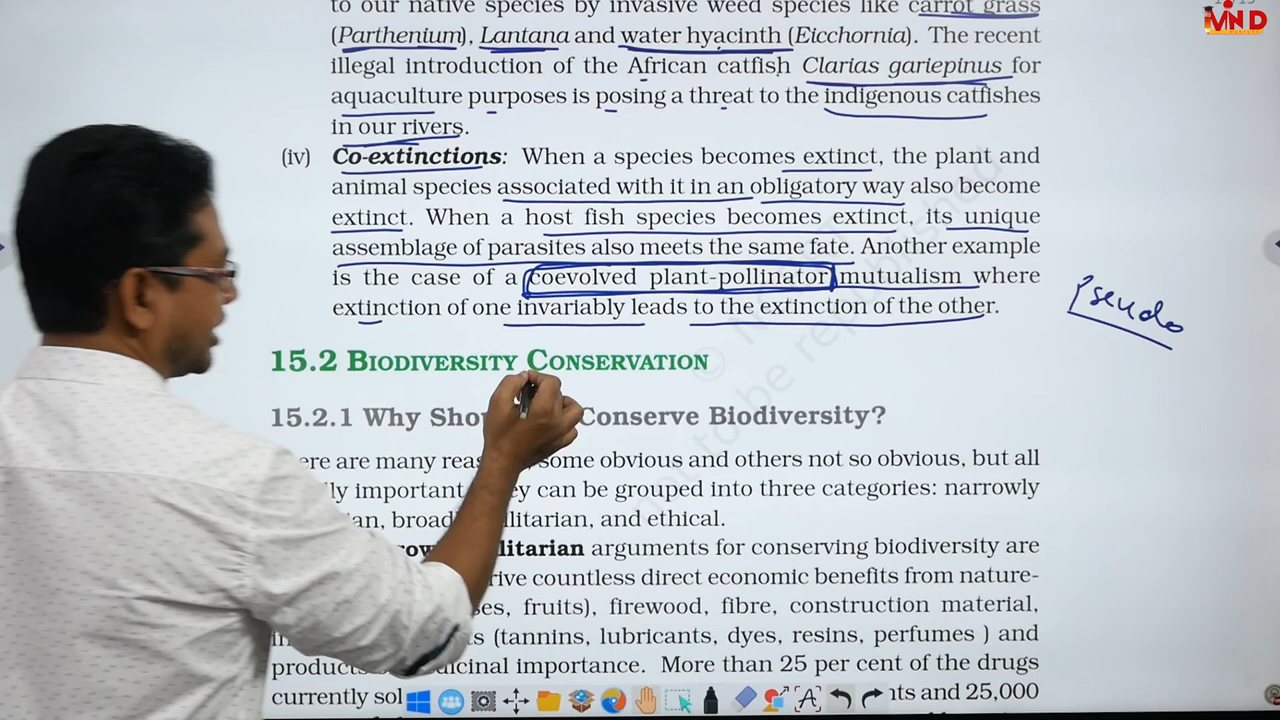 to our native species by invasive weed species like carrot grass
(Parthenium), Lantana and water hyacinth (Eicchornia). The recent
illegal introduction of the African catfish Clarias gariepinus for
aquaculture purposes is posing a threat to the indigenous catfishes
in our rivers.
(iv) Co-extinctions: When a species becomes extinct, the plant and
animal species associated with it in an obligatory way also become
extinct. When a host fish species becomes extinct, its unique
assemblage of parasites also meets the same fate. Another example
is the case of a coevolved plant-pollinator mutualism where
extinction of one invariably leads to the extinction of the other.
Pseudo
15.2 BIODIVERSITY CONSERVATION
15.2.1 Why Sho Conserve Biodiversity?
ere are many rea some obvious and others not so obvious, but all
ly important ey can be grouped into three categories: narrowly
an, broad litarian, and ethical.
row litarian arguments for conserving biodiversity are
rive countless direct economic benefits from nature-
ses, fruits), firewood, fibre, construction material,
in s (tannins, lubricants, dyes, resins, perfumes ) and
products dicinal importance. More than 25 per cent of the drugs
currently sol nts and 25,000
MIND